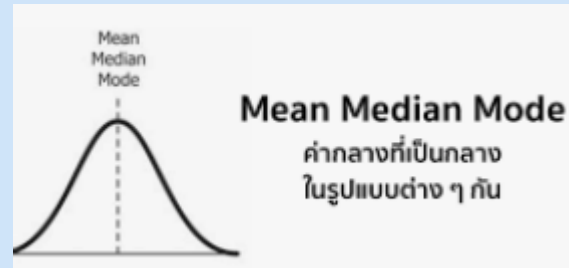 Mean
Median
Mode
Mean Median Mode
ค่ากลางที่เป็นกลาง
ในรูปแบบต่าง ๆ กัน